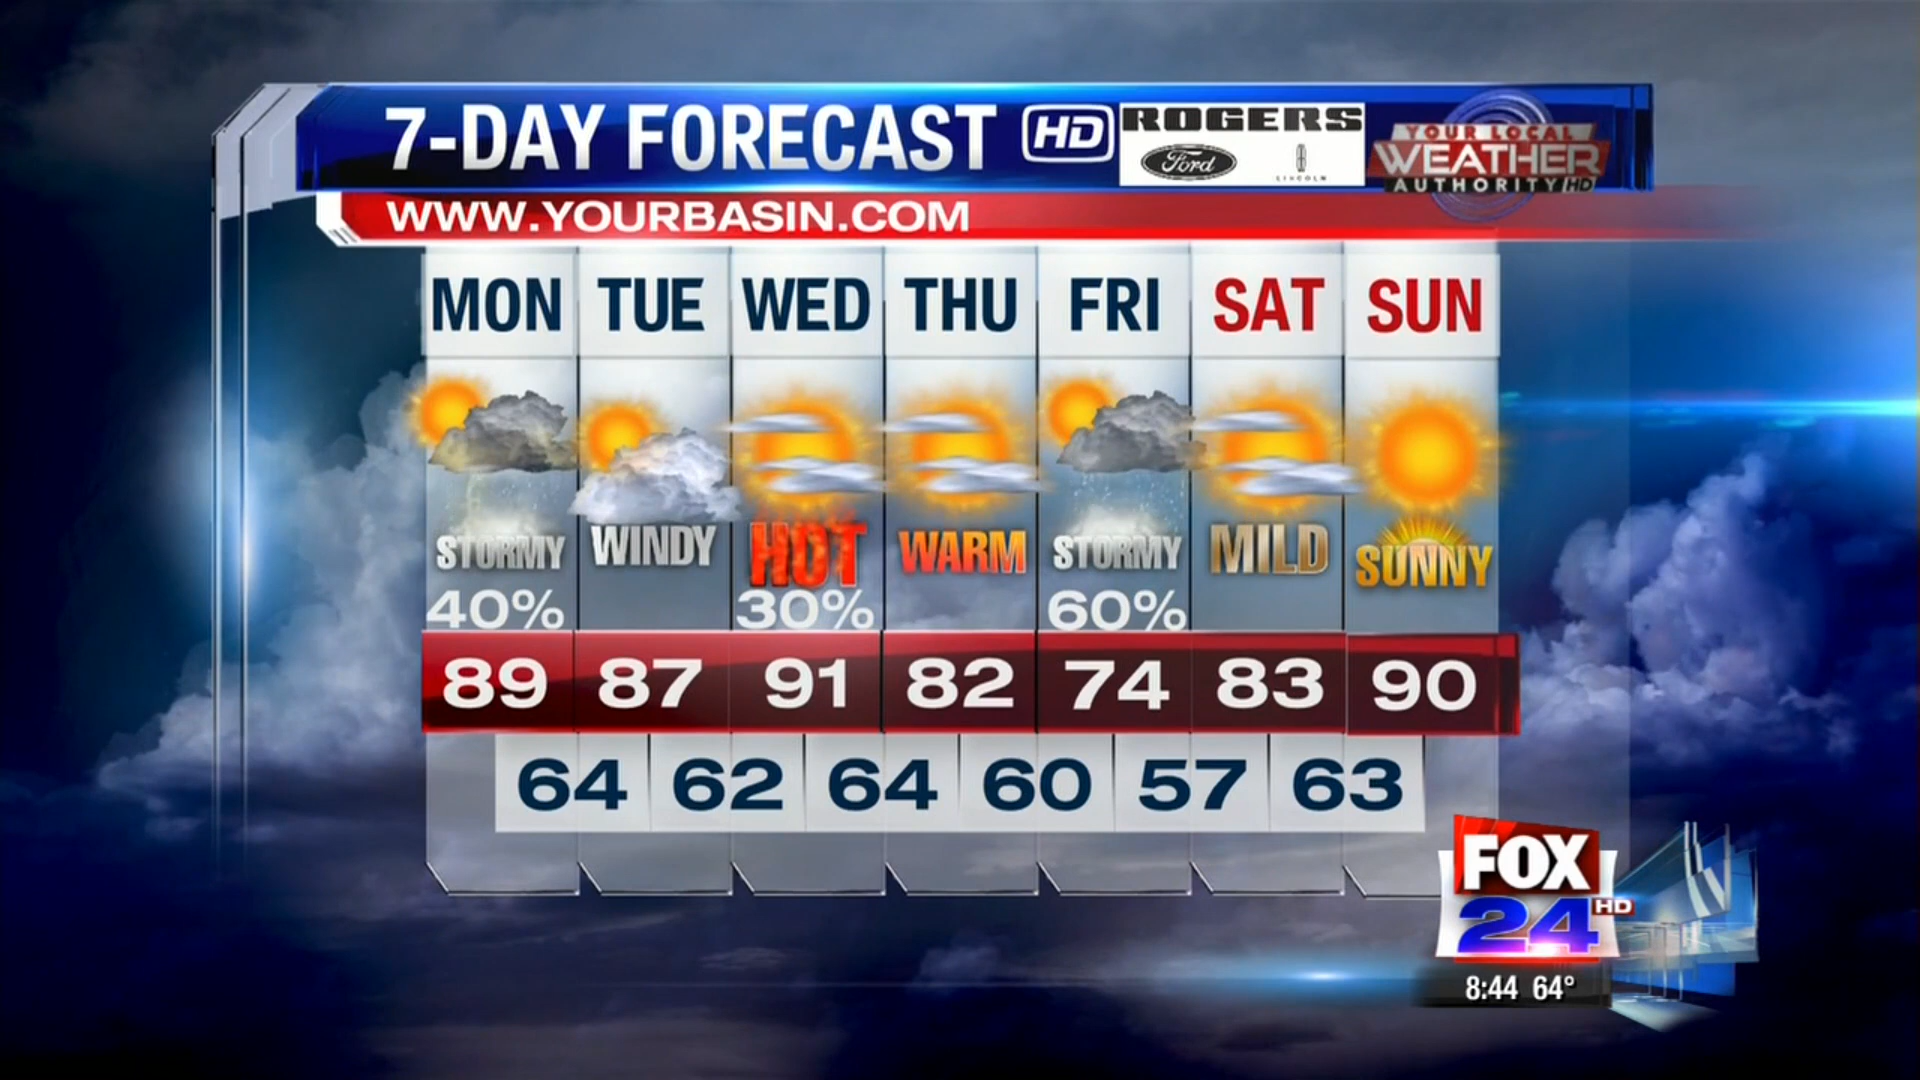 7-DAY FORECAST HD ROGERS
Ford LINCOLN
YOUR LOCAL
WEATHER
AUTHORITY HD
WWW.YOURBASIN.COM
MON TUE WED THU FRI SAT SUN
STORMY WINDY HOT WARM STORMY MILD SUNNY
40% 30% 60%
89 87 91 82 74 83 90
64 62 64 60 57 63
FOX
24 HD
8:44 64°